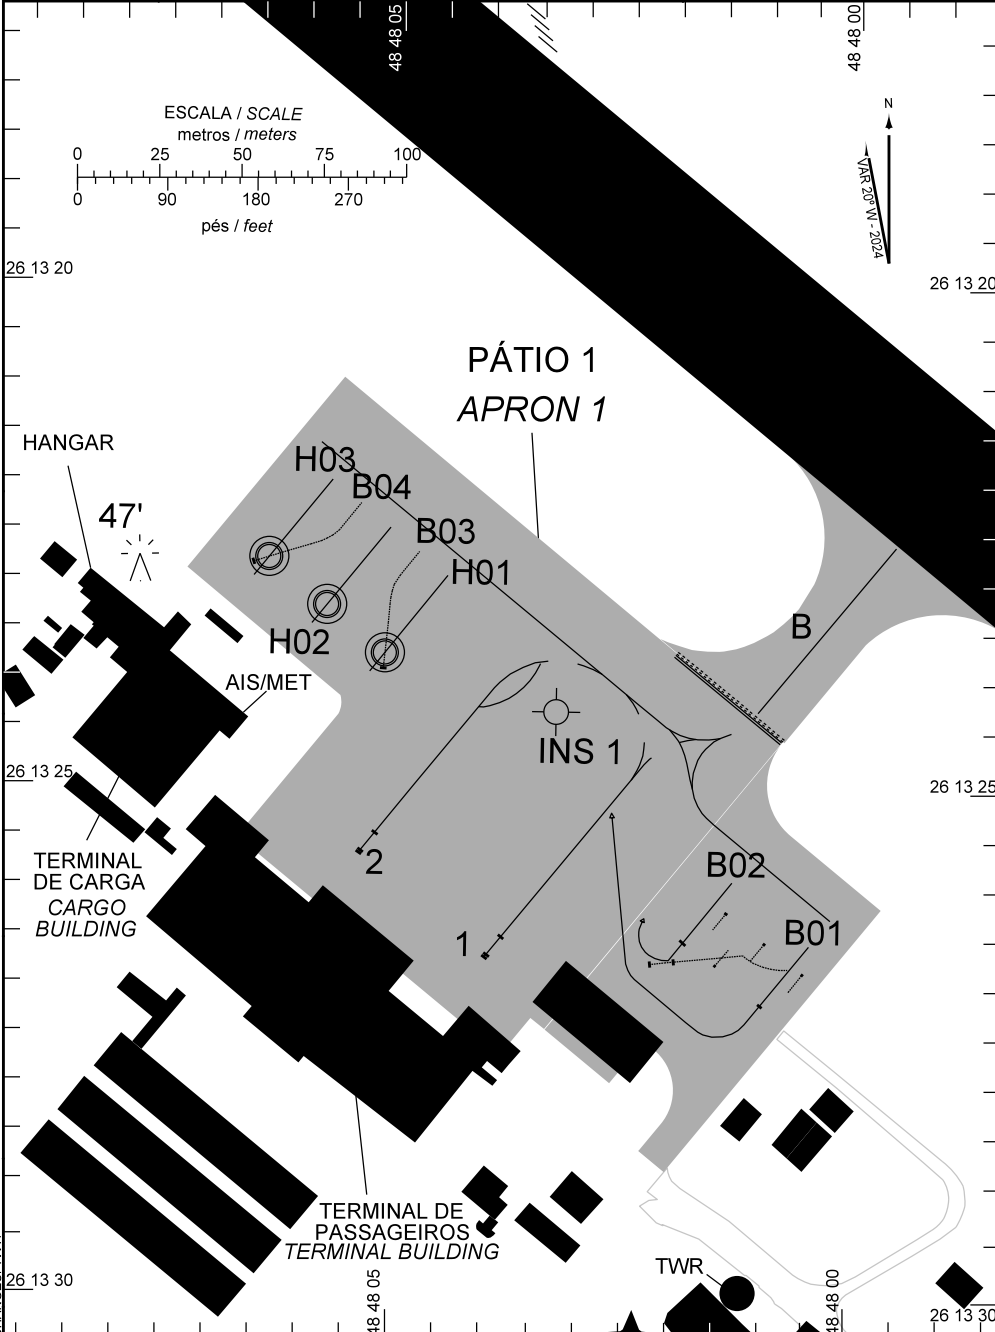 48 48 05
48 48 00
ESCALA / SCALE
metros / meters
0 25 50 75 100
0 90 180 270
pés / feet
N
VAR 20° W - 2024
26 13 20
26 13 20
PÁTIO 1
APRON 1
HANGAR
47'
H03
B04
B03
H01
H02
B
AIS/MET
INS 1
26 13 25
26 13 25
TERMINAL
DE CARGA
CARGO
BUILDING
2
B02
1
B01
TERMINAL DE
PASSAGEIROS
TERMINAL BUILDING
TWR
26 13 30
48 48 05
48 48 00
26 13 30